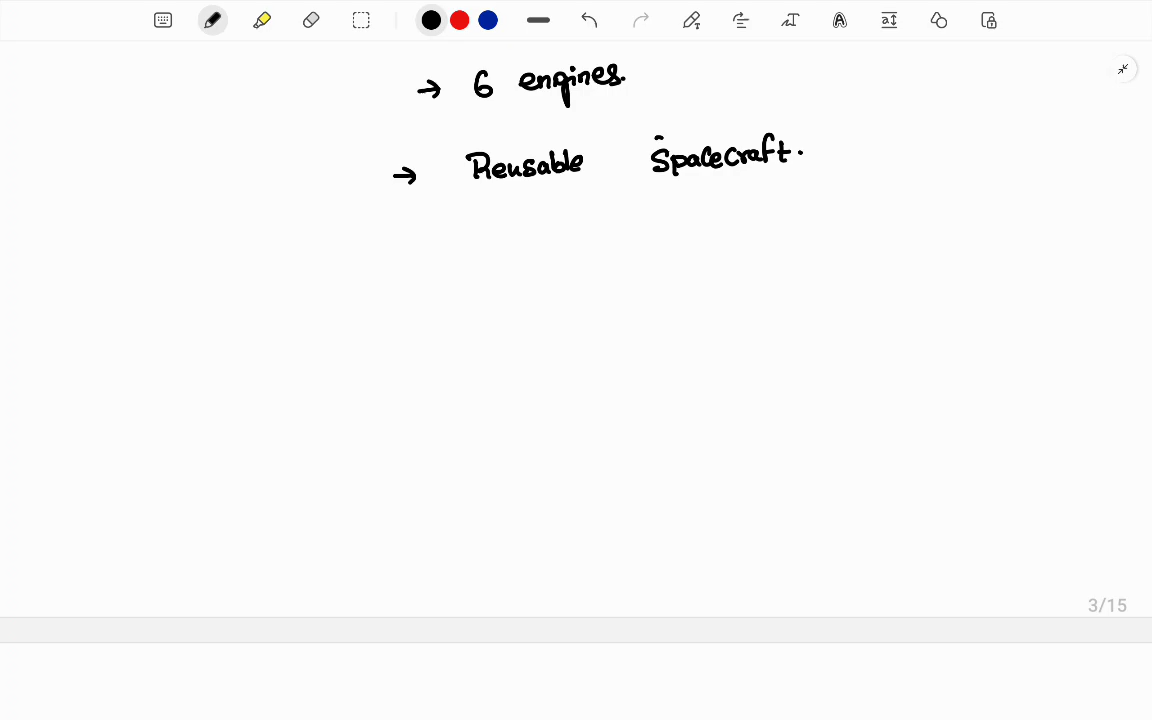 → 6 engines.
→ Reusable Spacecraft.
3/15